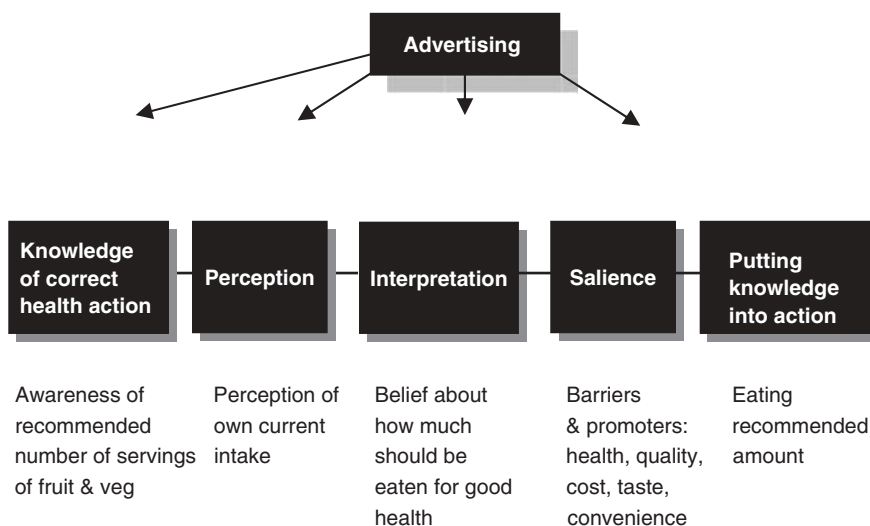 Advertising
Knowledge
of correct
health action
Perception
Interpretation
Salience
Putting
knowledge
into action
Awareness of
recommended
number of servings
of fruit & veg
Perception of
own current
intake
Belief about
how much
should be
eaten for good
health
Barriers
& promoters:
health, quality,
cost, taste,
convenience
Eating
recommended
amount